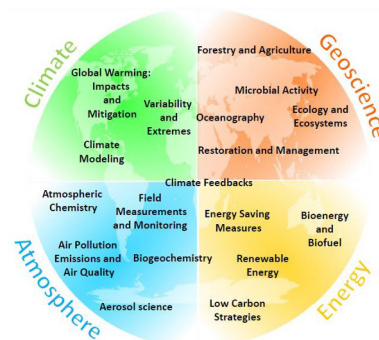 Climate
Geoscience
Forestry and Agriculture
Global Warming:
Impacts
and
Mitigation
Microbial Activity
Variability
and
Extremes
Oceanography
Ecology and
Ecosystems
Climate
Modeling
Restoration and Management
Climate Feedbacks
Atmospheric
Chemistry
Field
Measurements
and Monitoring
Energy Saving
Measures
Bioenergy
and
Biofuel
Air Pollution
Emissions and
Air Quality
Biogeochemistry
Renewable
Energy
Aerosol science
Low Carbon
Strategies
Atmosphere
Energy